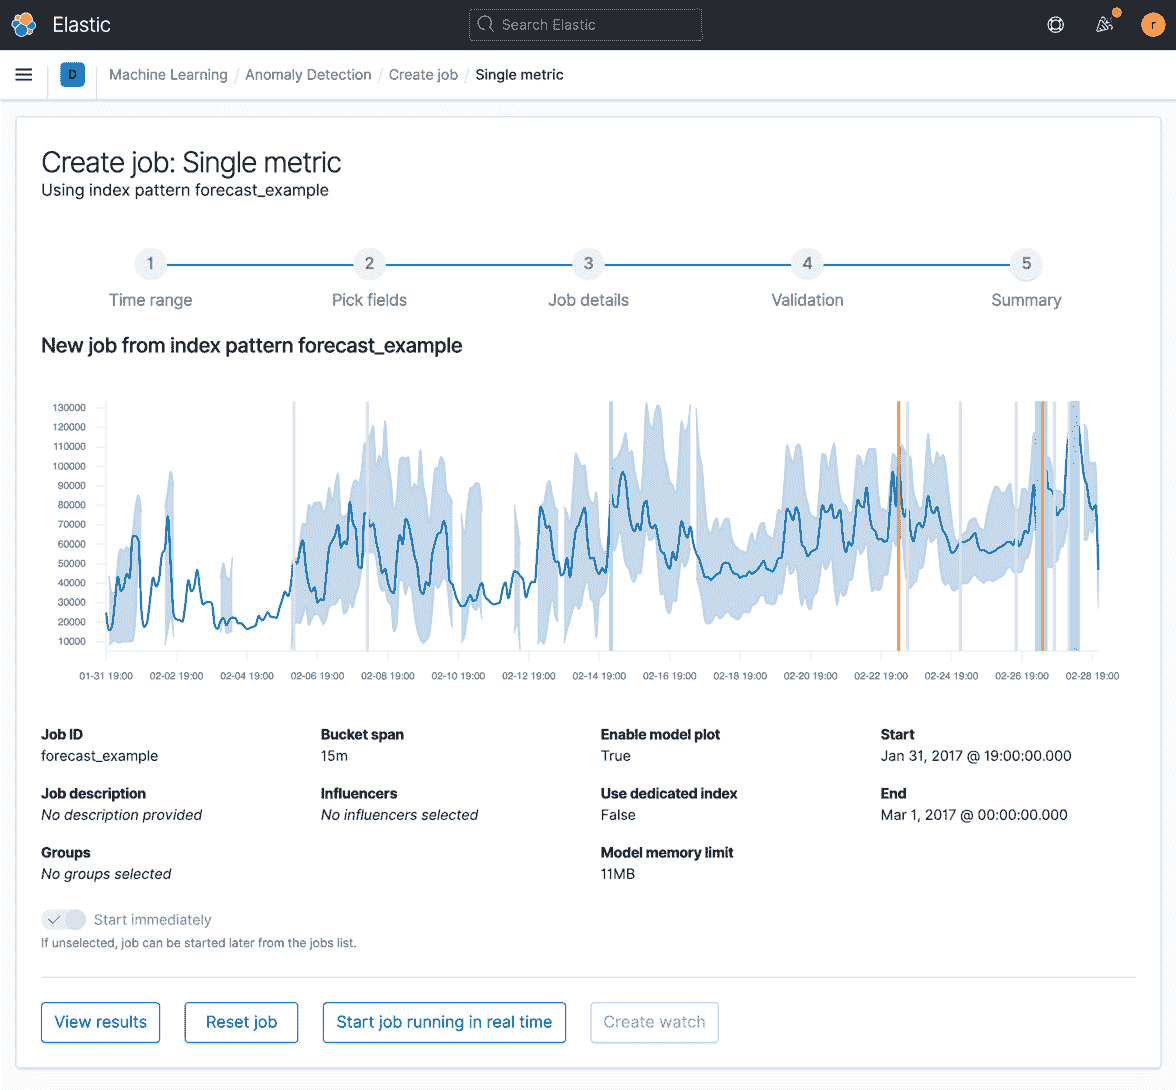 Elastic
Search Elastic
r
D
Machine Learning / Anomaly Detection / Create job / Single metric
Create job: Single metric
Using index pattern forecast_example
1 2 3 4 5
Time range Pick fields Job details Validation Summary
New job from index pattern forecast_example
130000
120000
110000
100000
90000
80000
70000
60000
50000
40000
30000
20000
10000
01-31 19:00 02-02 19:00 02-04 19:00 02-06 19:00 02-08 19:00 02-10 19:00 02-12 19:00 02-14 19:00 02-16 19:00 02-18 19:00 02-20 19:00 02-22 19:00 02-24 19:00 02-26 19:00 02-28 19:00
Job ID Bucket span Enable model plot Start
forecast_example 15m True Jan 31, 2017 @ 19:00:00.000
Job description Influencers Use dedicated index End
No description provided No influencers selected False Mar 1, 2017 @ 00:00:00.000
Groups Model memory limit
No groups selected 11MB
Start immediately
If unselected, job can be started later from the jobs list.
View results Reset job Start job running in real time Create watch